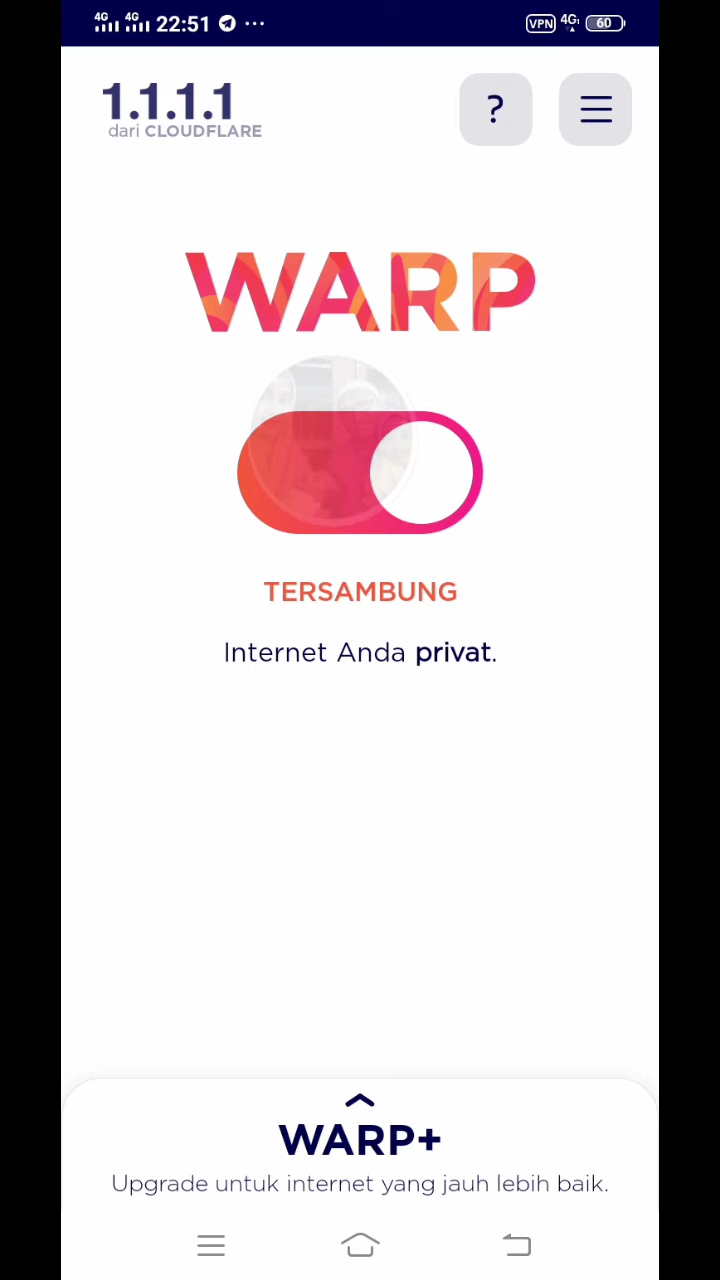 4G 4G 22:51 VPN 4G 60
1.1.1.1
dari CLOUDFLARE
?
WARP
TERSAMBUNG
Internet Anda privat.
WARP+
Upgrade untuk internet yang jauh lebih baik.